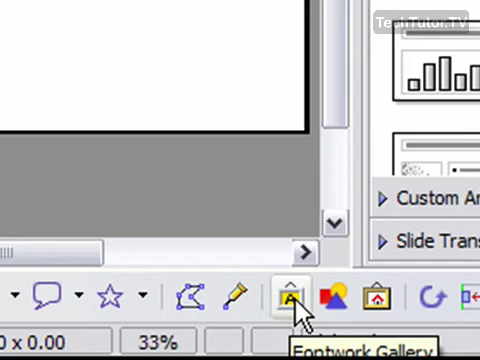 TechTutor.TV
Custom An
Slide Trans
0 x 0.00
33%
Fontwork Gallery